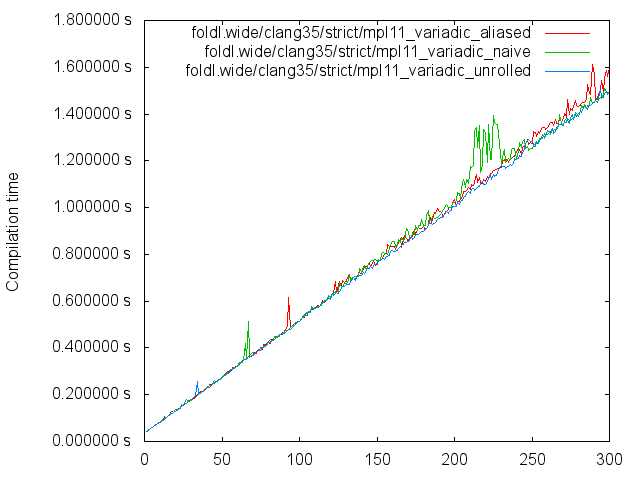 foldl.wide/clang35/strict/mpl11_variadic_aliased
foldl.wide/clang35/strict/mpl11_variadic_naive
foldl.wide/clang35/strict/mpl11_variadic_unrolled
1.800000 s
1.600000 s
1.400000 s
1.200000 s
1.000000 s
0.800000 s
0.600000 s
0.400000 s
0.200000 s
0.000000 s
Compilation time
0 50 100 150 200 250 300